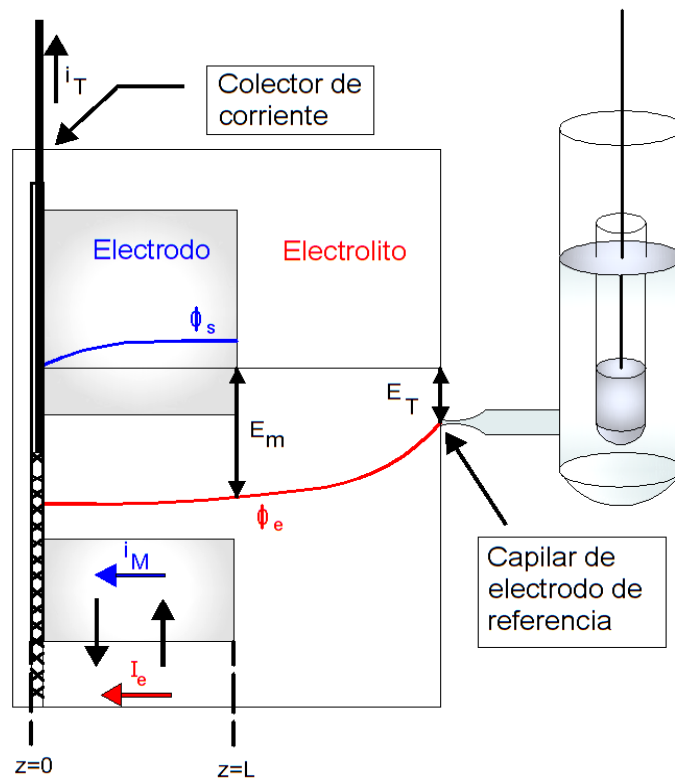 i_T
Colector de
corriente
Electrodo
Electrolito
ϕ_s
E_T
E_m
ϕ_e
i_M
Capilar de
electrodo de
referencia
I_e
z=0
z=L